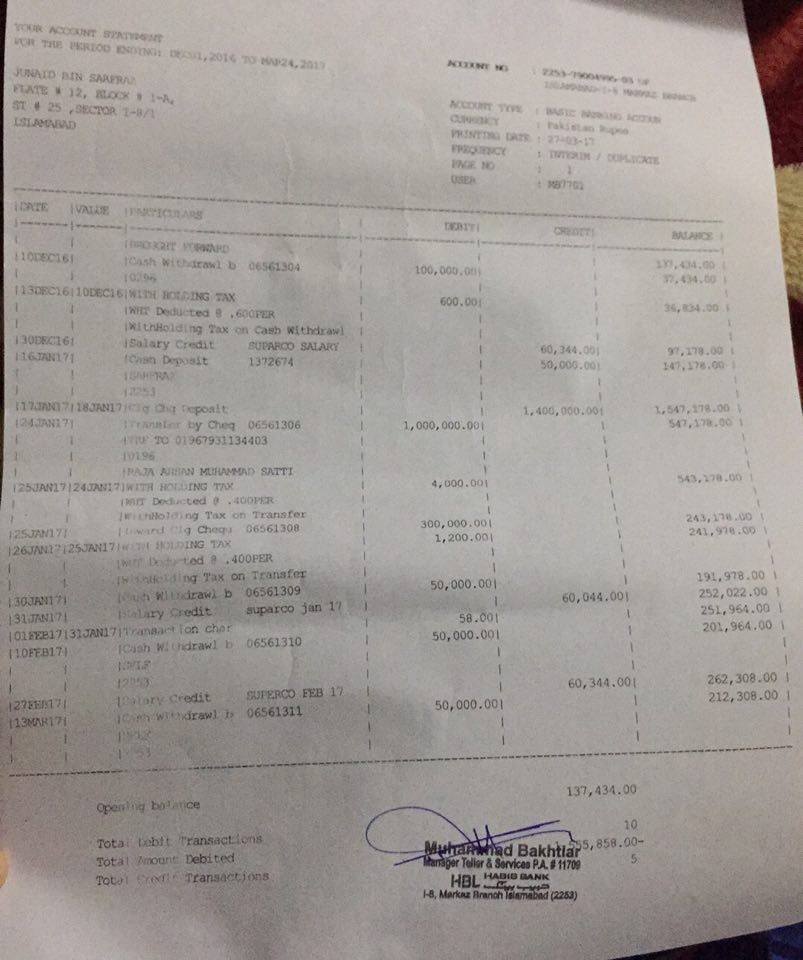 YOUR ACCOUNT STATEMENT
FOR THE PERIOD ENDING: DEC01,2016 TO MAR24,2017
JUNAID BIN SARFRAZ
FLATE # 12, BLOCK # 1-A,
ST # 25 ,SECTOR I-8/1
ISLAMABAD
ACCOUNT NO : 2253-79004996-03 OF
ISLAMABAD-I-8 MARKAZ BRANCH
ACCOUNT TYPE : BASIC BANKING ACCOUN
CURRENCY : Pakistan Rupee
PRINTING DATE : 27-03-17
FREQUENCY : INTERIM / DUPLICATE
PAGE NO : 1
USER : MB7701
|DATE |VALUE |PARTICULARS DEBIT| CREDIT| BALANCE |
|BROUGHT FORWARD 137,434.00
|10DEC16| |Cash Withdrawl b 06561304 100,000.00| 37,434.00
|0296
|13DEC16|10DEC16|WITH HOLDING TAX 600.00| 36,834.00
|WHT Deducted @ .600PER
|WithHolding Tax on Cash Withdrawl
|30DEC16| |Salary Credit SUPARCO SALARY 60,344.00| 97,178.00
|16JAN17| |Cash Deposit 1372674 50,000.00| 147,178.00
|SARFRAZ
|2253
|17JAN17|18JAN17|Clg Chq Deposit 1,400,000.00| 1,547,178.00
|24JAN17| |Transfer by Cheq 06561306 1,000,000.00| 547,178.00
|TRF TO 01967931134403
|0196
|RAJA ARSAN MUHAMMAD SATTI
|25JAN17|24JAN17|WITH HOLDING TAX 4,000.00| 543,178.00
|WHT Deducted @ .400PER
|WithHolding Tax on Transfer
|25JAN17| |Inward Clg Chequ 06561308 300,000.00| 243,178.00
|26JAN17|25JAN17|WITH HOLDING TAX 1,200.00| 241,978.00
|WHT Deducted @ .400PER
|WithHolding Tax on Transfer
|30JAN17| |Cash Withdrawl b 06561309 50,000.00| 191,978.00
|31JAN17| |Salary Credit suparco jan 17 60,044.00| 252,022.00
|01FEB17|31JAN17|Transaction char 58.00| 251,964.00
|10FEB17| |Cash Withdrawl b 06561310 50,000.00| 201,964.00
|2253
|27FEB17| |Salary Credit SUPERCO FEB 17 60,344.00| 262,308.00
|13MAR17| |Cash Withdrawl b 06561311 50,000.00| 212,308.00
|2253
Opening balance 137,434.00
Total Debit Transactions 10
Total Amount Debited 555,858.00-
Total Credit Transactions 5
Muhammad Bakhtiar
Manager Teller & Services P.A. # 11709
HBL HABIB BANK
حبیب بینک
I-8, Markaz Branch Islamabad (2253)